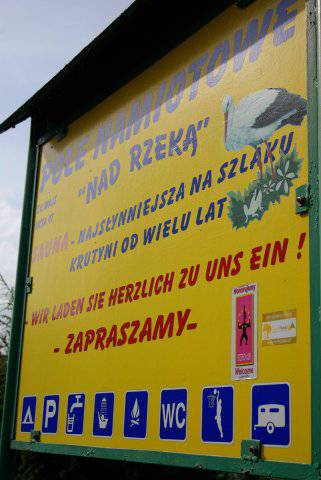 POLE NAMIOTOWE
"NAD RZEKĄ"
SAUNA - NAJSŁYNNIEJSZA NA SZLAKU
KRUTYNI OD WIELU LAT
- WIR LADEN SIE HERZLICH ZU UNS EIN !
- ZAPRASZAMY-
Welcome
P
WC